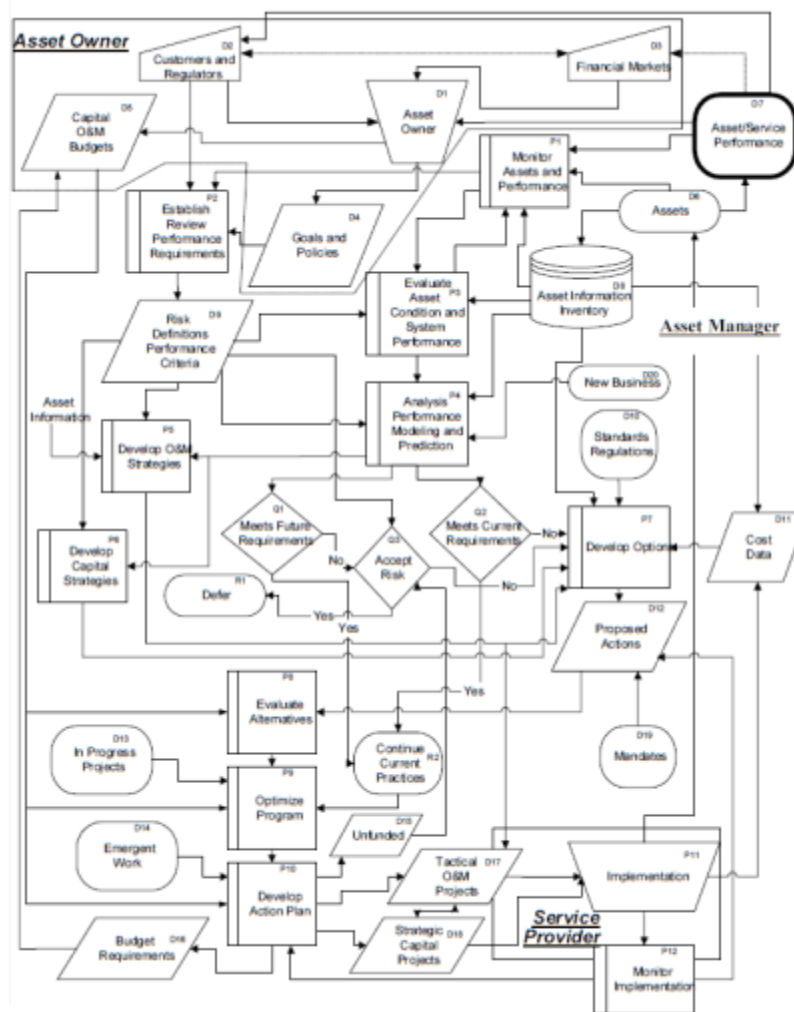 Asset Owner
D2
Customers and
Regulators
D3
Financial Markets
D1
Asset
Owner
D5
Capital
O&M
Budgets
D7
Asset/Service
Performance
P1
Monitor
Assets and
Performance
P2
Establish
Review
Performance
Requirements
D4
Goals and
Policies
D6
Assets
D8
Asset Information
Inventory
P3
Evaluate
Asset
Condition and
System
Performance
Asset Manager
Risk
Definitions
Performance
Criteria
D20
New Business
P4
Analysis
Performance
Modeling and
Prediction
Asset
Information
P5
Develop O&M
Strategies
D10
Standards
Regulations
Q1
Meets Future
Requirements
Q2
Meets Current
Requirements
Q3
Accept
Risk
No
No
No
P7
Develop Option
D11
Cost
Data
P6
Develop
Capital
Strategies
R1
Defer
Yes
Yes
D12
Proposed
Actions
Yes
P8
Evaluate
Alternatives
D13
In Progress
Projects
Continue
Current
Practices
R2
D19
Mandates
P9
Optimize
Program
D15
Unfunded
D14
Emergent
Work
P10
Develop
Action Plan
Tactical
O&M
Projects
D17
P11
Implementation
Service
Provider
Strategic
Capital
Projects
D18
Budget
Requirements
D16
P12
Monitor
Implementation